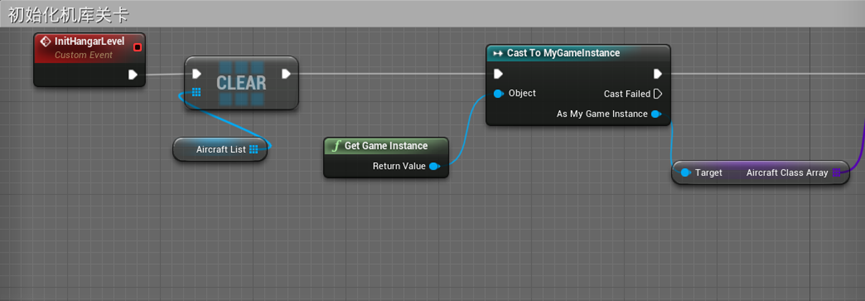 初始化机库关卡
InitHangarLevel
Custom Event
CLEAR
Aircraft List
Get Game Instance
Return Value
Cast To MyGameInstance
Object
Cast Failed
As My Game Instance
Target
Aircraft Class Array